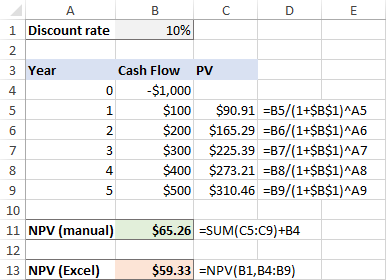 A B C D E
1 Discount rate 10%
2
3 Year Cash Flow PV
4 0 -$1,000
5 1 $100 $90.91 =B5/(1+$B$1)^A5
6 2 $200 $165.29 =B6/(1+$B$1)^A6
7 3 $300 $225.39 =B7/(1+$B$1)^A7
8 4 $400 $273.21 =B8/(1+$B$1)^A8
9 5 $500 $310.46 =B9/(1+$B$1)^A9
10
11 NPV (manual) $65.26 =SUM(C5:C9)+B4
12
13 NPV (Excel) $59.33 =NPV(B1,B4:B9)